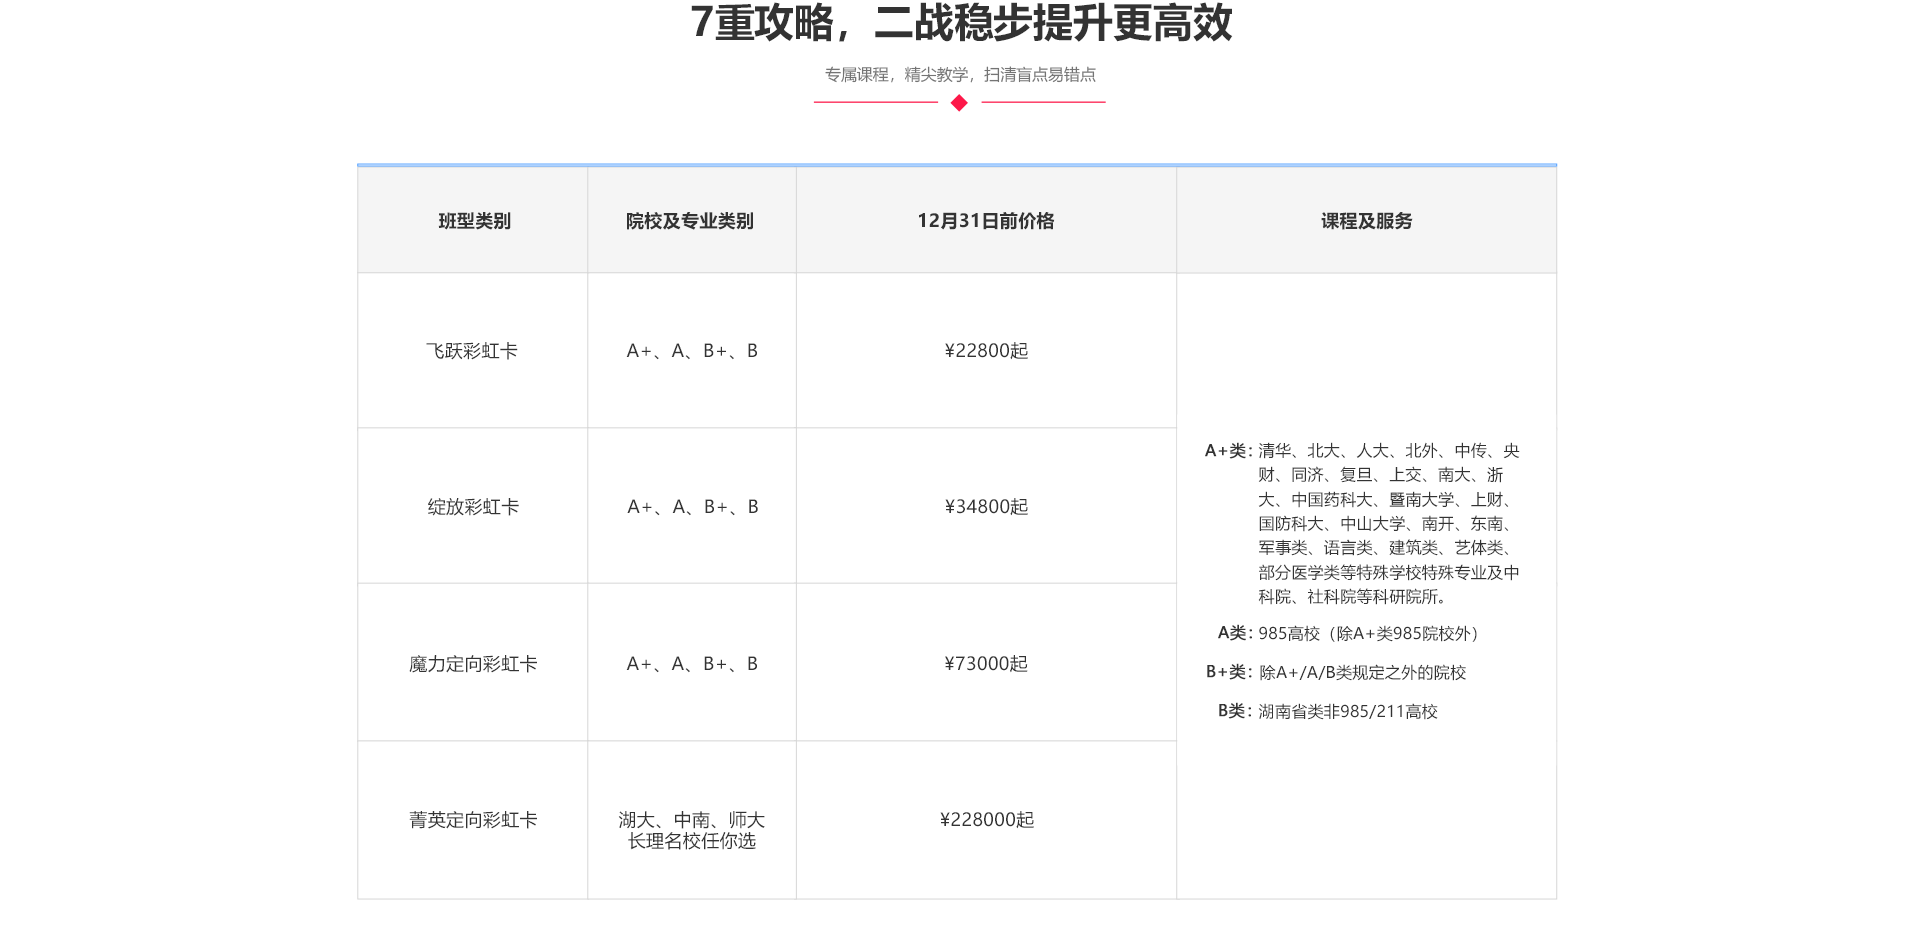 7重攻略，二战稳步提升更高效
专属课程，精尖教学，扫清盲点易错点
班型类别
院校及专业类别
12月31日前价格
课程及服务
飞跃彩虹卡
A+、A、B+、B
¥22800起
绽放彩虹卡
A+、A、B+、B
¥34800起
魔力定向彩虹卡
A+、A、B+、B
¥73000起
菁英定向彩虹卡
湖大、中南、师大
长理名校任你选
¥228000起
A+类：清华、北大、人大、北外、中传、央
财、同济、复旦、上交、南大、浙
大、中国药科大、暨南大学、上财、
国防科大、中山大学、南开、东南、
军事类、语言类、建筑类、艺体类、
部分医学类等特殊学校特殊专业及中
科院、社科院等科研院所。
A类：985高校（除A+类985院校外）
B+类：除A+/A/B类规定之外的院校
B类：湖南省类非985/211高校